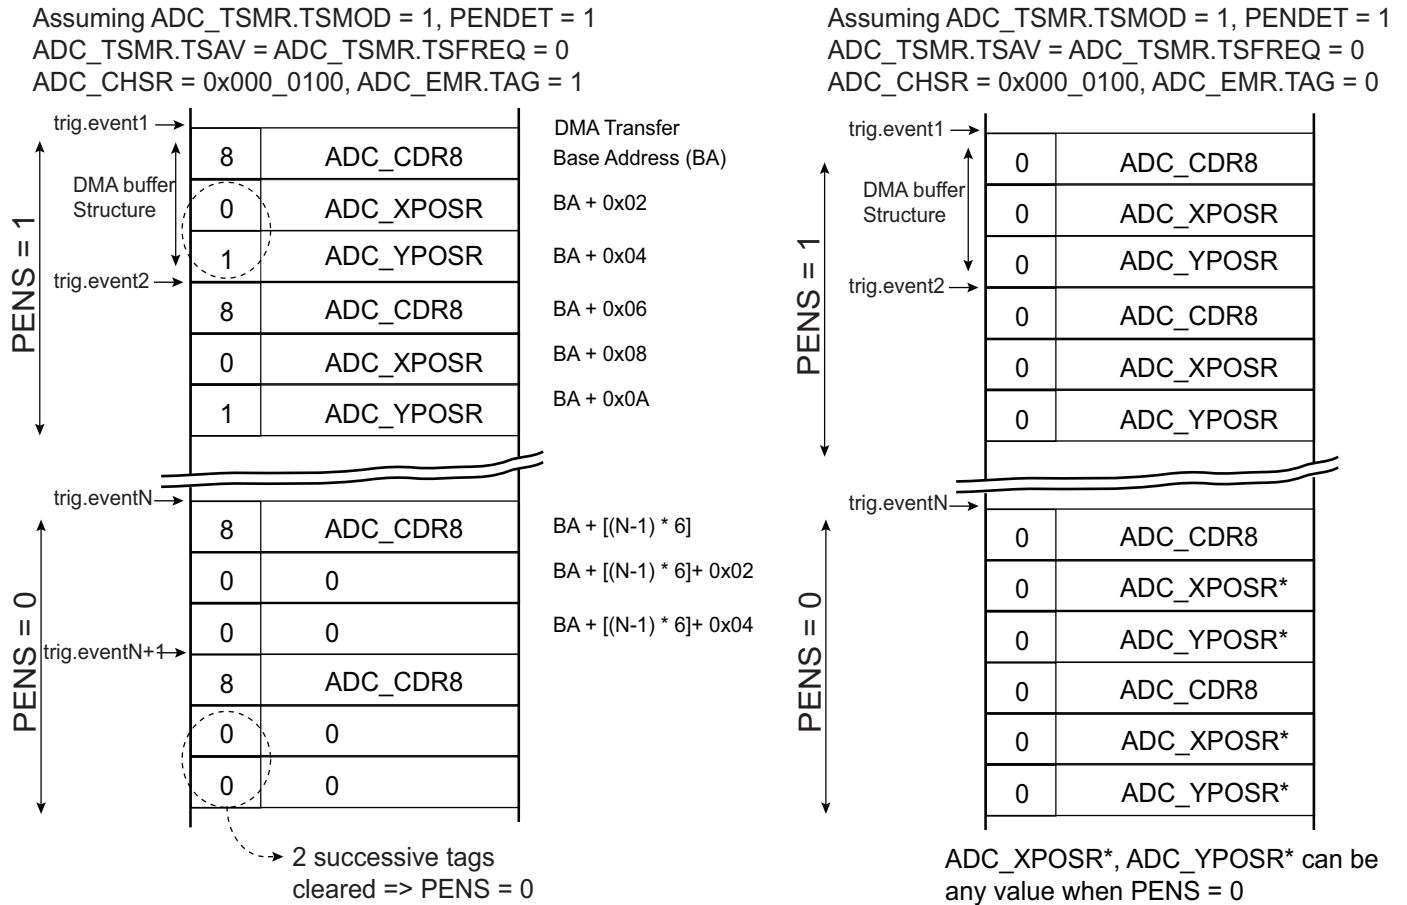 Assuming ADC_TSMR.TSMOD = 1, PENDET = 1
ADC_TSMR.TSAV = ADC_TSMR.TSFREQ = 0
ADC_CHSR = 0x000_0100, ADC_EMR.TAG = 1
trig.event1
DMA Transfer
8 ADC_CDR8 Base Address (BA)
DMA buffer
Structure
0 ADC_XPOSR BA + 0x02
1 ADC_YPOSR BA + 0x04
PENS = 1
trig.event2
8 ADC_CDR8 BA + 0x06
0 ADC_XPOSR BA + 0x08
1 ADC_YPOSR BA + 0x0A
trig.eventN
8 ADC_CDR8 BA + [(N-1) * 6]
0 0 BA + [(N-1) * 6]+ 0x02
0 0 BA + [(N-1) * 6]+ 0x04
PENS = 0
trig.eventN+1
8 ADC_CDR8
0 0
0 0
2 successive tags
cleared => PENS = 0
Assuming ADC_TSMR.TSMOD = 1, PENDET = 1
ADC_TSMR.TSAV = ADC_TSMR.TSFREQ = 0
ADC_CHSR = 0x000_0100, ADC_EMR.TAG = 0
trig.event1
0 ADC_CDR8
DMA buffer
Structure
0 ADC_XPOSR
0 ADC_YPOSR
PENS = 1
trig.event2
0 ADC_CDR8
0 ADC_XPOSR
0 ADC_YPOSR
trig.eventN
0 ADC_CDR8
0 ADC_XPOSR*
0 ADC_YPOSR*
PENS = 0
0 ADC_CDR8
0 ADC_XPOSR*
0 ADC_YPOSR*
ADC_XPOSR*, ADC_YPOSR* can be
any value when PENS = 0